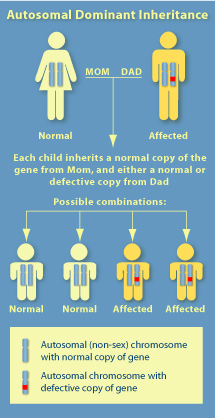 Autosomal Dominant Inheritance
MOM DAD
Normal Affected
Each child inherits a normal copy of the
gene from Mom, and either a normal or
defective copy from Dad
Possible combinations:
Normal Normal Affected Affected
Autosomal (non-sex) chromosome
with normal copy of gene
Autosomal chromosome with
defective copy of gene